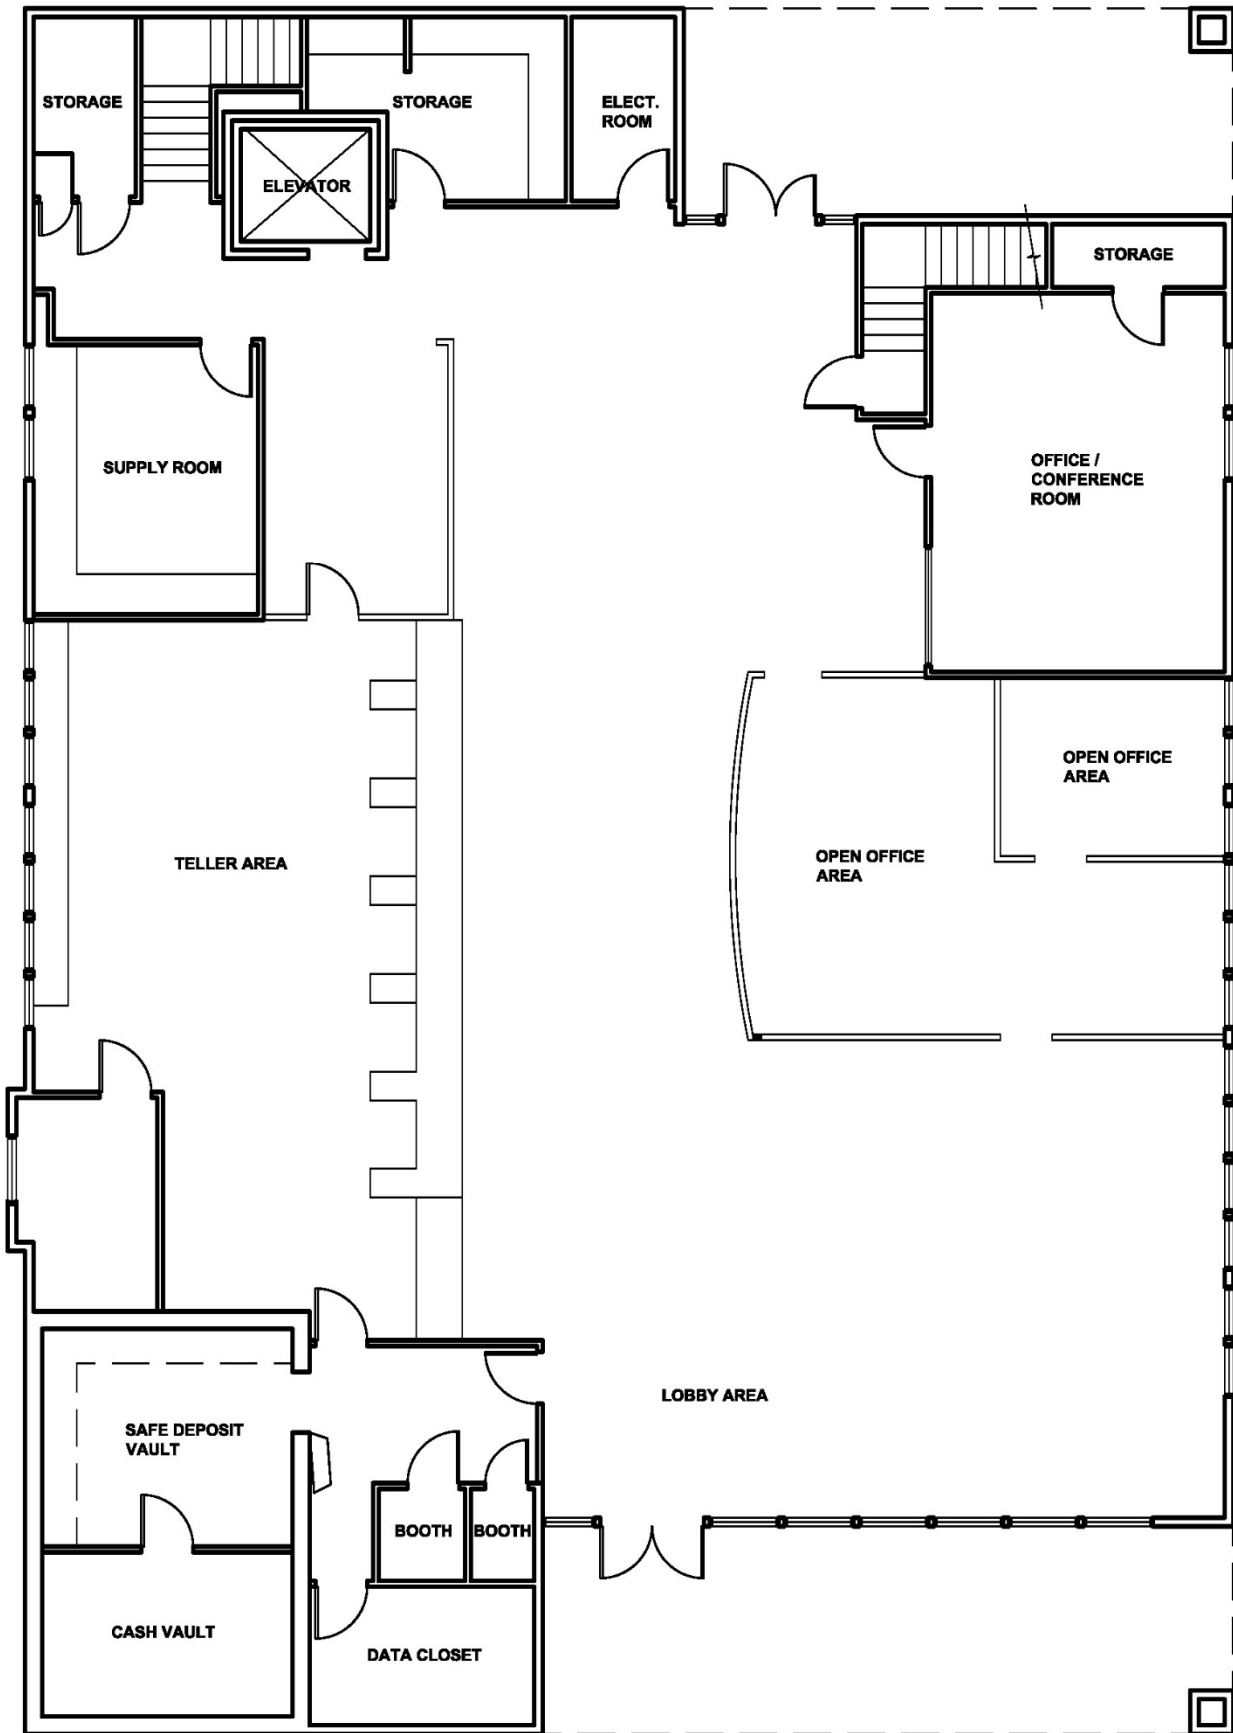 STORAGE
STORAGE
ELECT.
ROOM
ELEVATOR
STORAGE
SUPPLY ROOM
OFFICE /
CONFERENCE
ROOM
OPEN OFFICE
AREA
TELLER AREA
OPEN OFFICE
AREA
LOBBY AREA
SAFE DEPOSIT
VAULT
BOOTH
BOOTH
CASH VAULT
DATA CLOSET